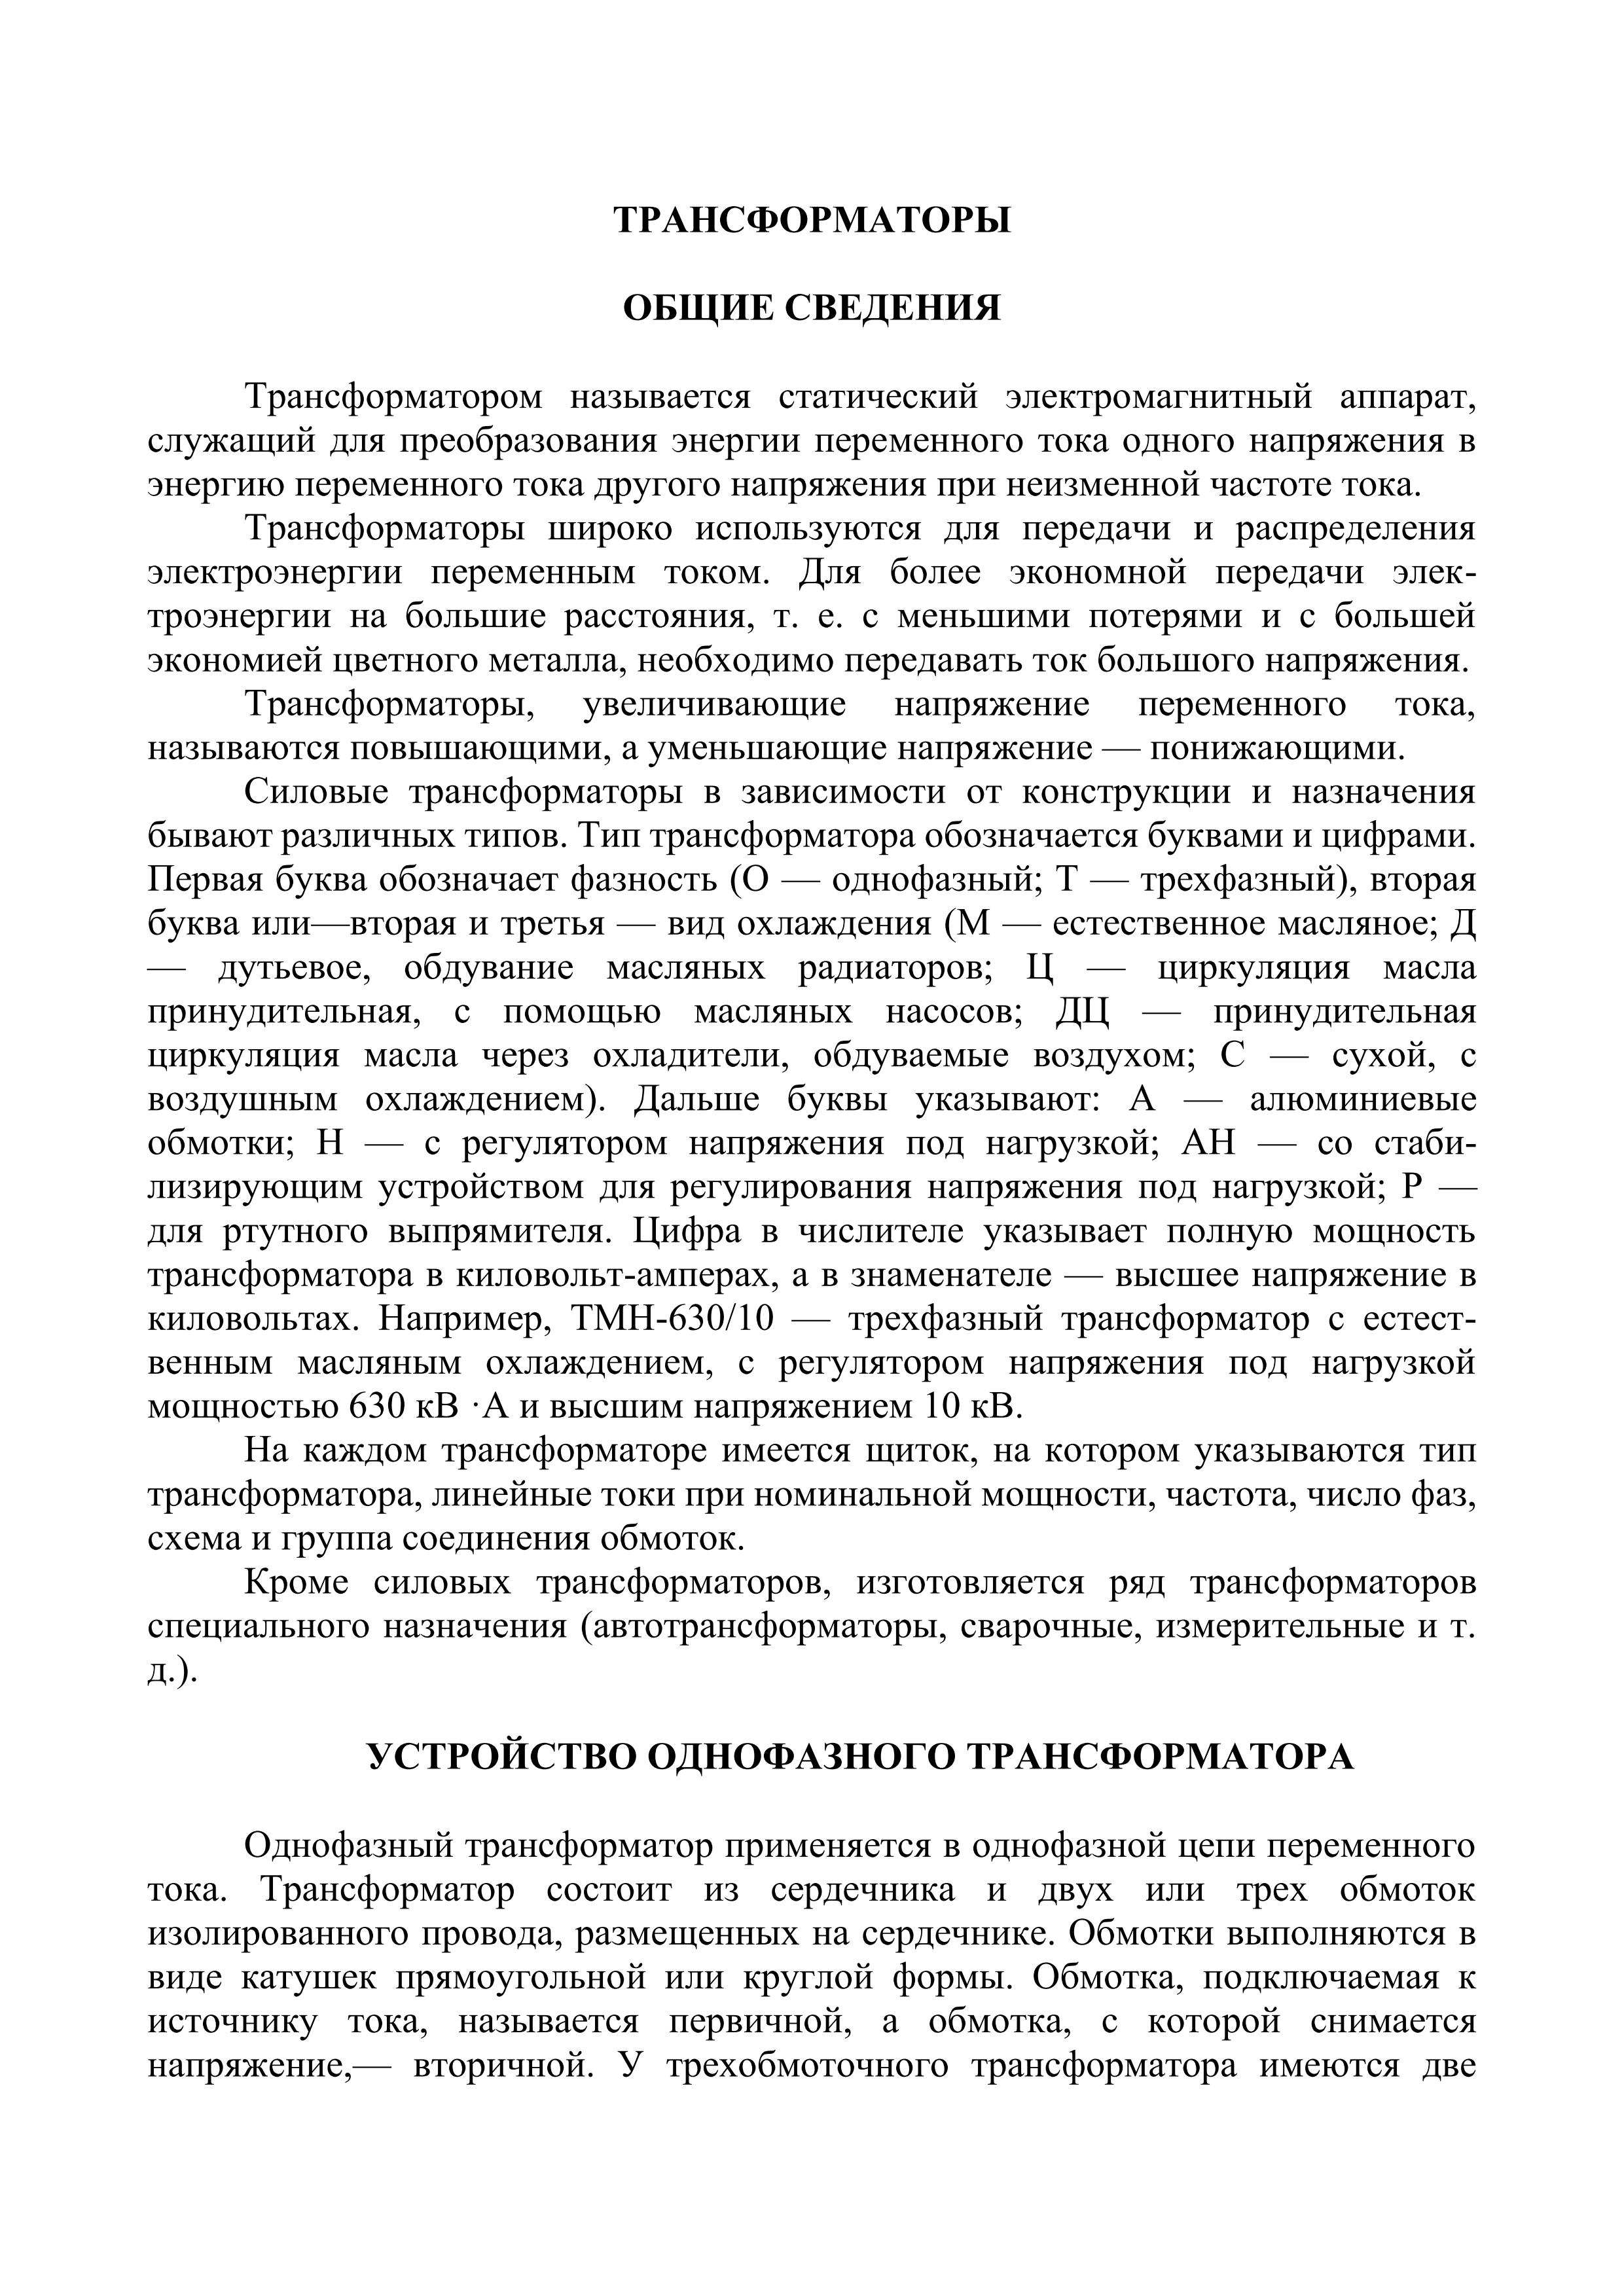 ТРАНСФОРМАТОРЫ
ОБЩИЕ СВЕДЕНИЯ
Трансформатором называется статический электромагнитный аппарат,
служащий для преобразования энергии переменного тока одного напряжения в
энергию переменного тока другого напряжения при неизменной частоте тока.
Трансформаторы широко используются для передачи и распределения
электроэнергии переменным током. Для более экономной передачи элек-
троэнергии на большие расстояния, т. е. с меньшими потерями и с большей
экономией цветного металла, необходимо передавать ток большого напряжения.
Трансформаторы, увеличивающие напряжение переменного тока,
называются повышающими, а уменьшающие напряжение — понижающими.
Силовые трансформаторы в зависимости от конструкции и назначения
бывают различных типов. Тип трансформатора обозначается буквами и цифрами.
Первая буква обозначает фазность (О — однофазный; Т — трехфазный), вторая
буква или—вторая и третья — вид охлаждения (М — естественное масляное; Д
— дутьевое, обдувание масляных радиаторов; Ц — циркуляция масла
принудительная, с помощью масляных насосов; ДЦ — принудительная
циркуляция масла через охладители, обдуваемые воздухом; С — сухой, с
воздушным охлаждением). Дальше буквы указывают: А — алюминиевые
обмотки; Н — с регулятором напряжения под нагрузкой; АН — со стаби-
лизирующим устройством для регулирования напряжения под нагрузкой; Р —
для ртутного выпрямителя. Цифра в числителе указывает полную мощность
трансформатора в киловольт-амперах, а в знаменателе — высшее напряжение в
киловольтах. Например, ТМН-630/10 — трехфазный трансформатор с естест-
венным масляным охлаждением, с регулятором напряжения под нагрузкой
мощностью 630 кВ ·А и высшим напряжением 10 кВ.
На каждом трансформаторе имеется щиток, на котором указываются тип
трансформатора, линейные токи при номинальной мощности, частота, число фаз,
схема и группа соединения обмоток.
Кроме силовых трансформаторов, изготовляется ряд трансформаторов
специального назначения (автотрансформаторы, сварочные, измерительные и т.
д.).
УСТРОЙСТВО ОДНОФАЗНОГО ТРАНСФОРМАТОРА
Однофазный трансформатор применяется в однофазной цепи переменного
тока. Трансформатор состоит из сердечника и двух или трех обмоток
изолированного провода, размещенных на сердечнике. Обмотки выполняются в
виде катушек прямоугольной или круглой формы. Обмотка, подключаемая к
источнику тока, называется первичной, а обмотка, с которой снимается
напряжение,— вторичной. У трехобмоточного трансформатора имеются две